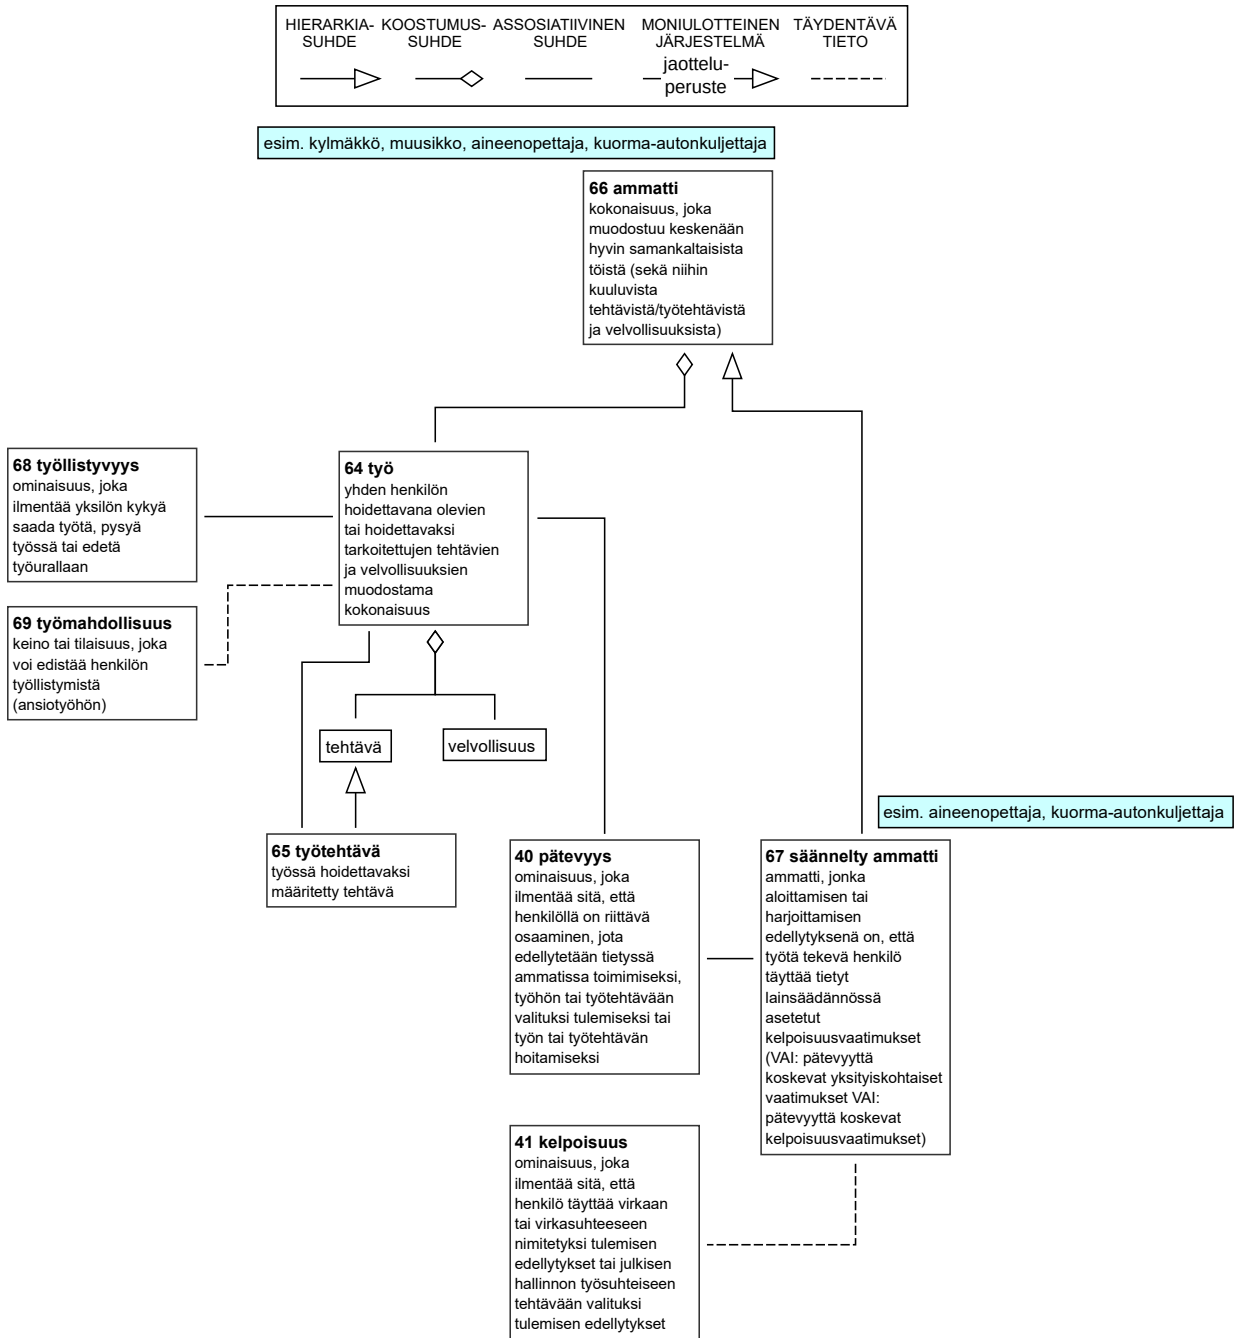 HIERARKIA-
SUHDE
KOOSTUMUS-
SUHDE
ASSOSIATIIVINEN
SUHDE
MONIULOTTEINEN
JÄRJESTELMÄ
TÄYDENTÄVÄ
TIETO
jaottelu-
peruste
esim. kylmäkkö, muusikko, aineenopettaja, kuorma-autonkuljettaja
66 ammatti
kokonaisuus, joka
muodostuu keskenään
hyvin samankaltaisista
töistä (sekä niihin
kuuluvista
tehtävistä/työtehtävistä
ja velvollisuuksista)
68 työllistyvyys
ominaisuus, joka
ilmentää yksilön kykyä
saada työtä, pysyä
työssä tai edetä
työurallaan
64 työ
yhden henkilön
hoidettavana olevien
tai hoidettavaksi
tarkoitettujen tehtävien
ja velvollisuuksien
muodostama
kokonaisuus
69 työmahdollisuus
keino tai tilaisuus, joka
voi edistää henkilön
työllistymistä
(ansiotyöhön)
tehtävä
velvollisuus
esim. aineenopettaja, kuorma-autonkuljettaja
65 työtehtävä
työssä hoidettavaksi
määritetty tehtävä
40 pätevyys
ominaisuus, joka
ilmentää sitä, että
henkilöllä on riittävä
osaaminen, jota
edellytetään tietyssä
ammatissa toimimiseksi,
työhön tai työtehtävään
valituksi tulemiseksi tai
työn tai työtehtävän
hoitamiseksi
67 säännelty ammatti
ammatti, jonka
aloittamisen tai
harjoittamisen
edellytyksenä on, että
työtä tekevä henkilö
täyttää tietyt
lainsäädännössä
asetetut
kelpoisuusvaatimukset
(VAI: pätevyyttä
koskevat yksityiskohtaiset
vaatimukset VAI:
pätevyyttä koskevat
kelpoisuusvaatimukset)
41 kelpoisuus
ominaisuus, joka
ilmentää sitä, että
henkilö täyttää virkaan
tai virkasuhteeseen
nimitetyksi tulemisen
edellytykset tai julkisen
hallinnon työsuhteiseen
tehtävään valituksi
tulemisen edellytykset